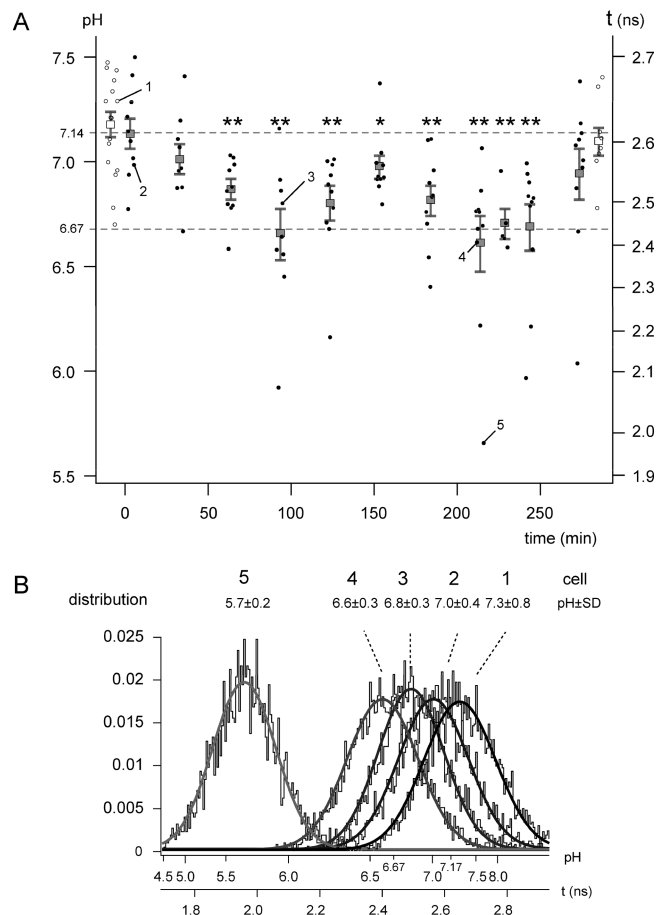 A
pH
t (ns)
7.5
2.7
1
** ** ** * ** ** ** **
7.14
2.6
7.0
2
3
2.5
6.67
4
2.4
6.5
2.3
2.2
6.0
2.1
5
2.0
5.5
1.9
0 50 100 150 200 250
time (min)
B
5 4 3 2 1 cell
distribution 5.7±0.2 6.6±0.3 6.8±0.3 7.0±0.4 7.3±0.8 pH±SD
0.025
0.02
0.015
0.01
0.005
0
pH
4.5 5.0 5.5 6.0 6.5 6.67 7.0 7.17 7.5 8.0
t (ns)
1.8 2.0 2.2 2.4 2.6 2.8